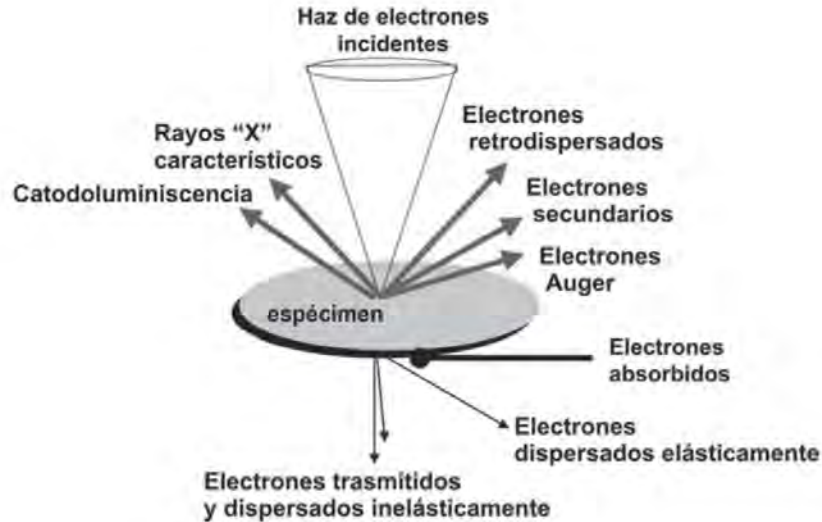 Haz de electrones
incidentes
Electrones
retrodispersados
Rayos “X”
característicos
Catodoluminiscencia
Electrones
secundarios
Electrones
Auger
espécimen
Electrones
absorbidos
Electrones
dispersados elásticamente
Electrones trasmitidos
y dispersados inelásticamente